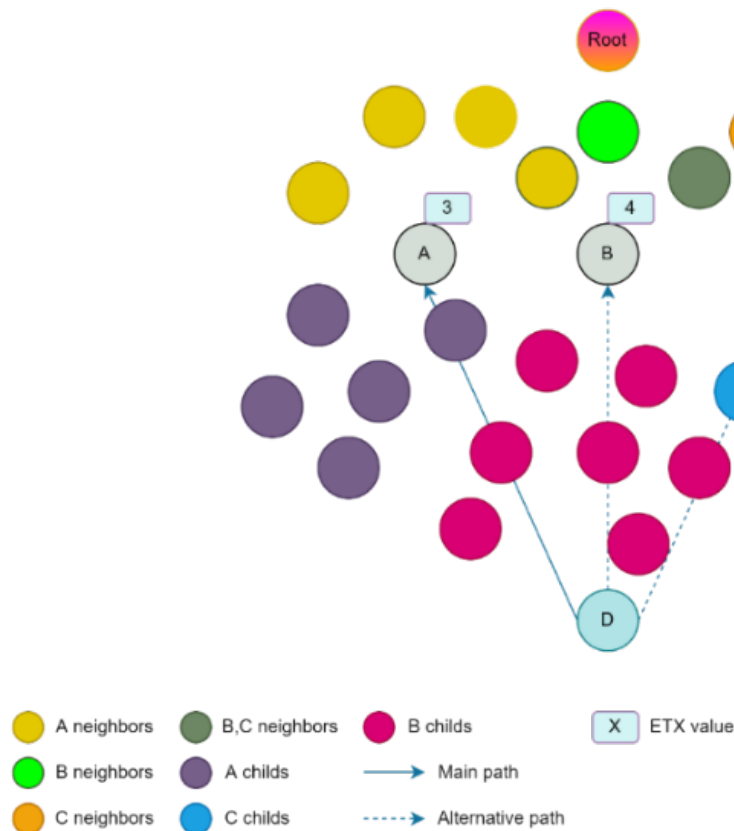 Root
3
4
A
B
D
A neighbors
B,C neighbors
B childs
X
ETX value
B neighbors
A childs
Main path
C neighbors
C childs
Alternative path